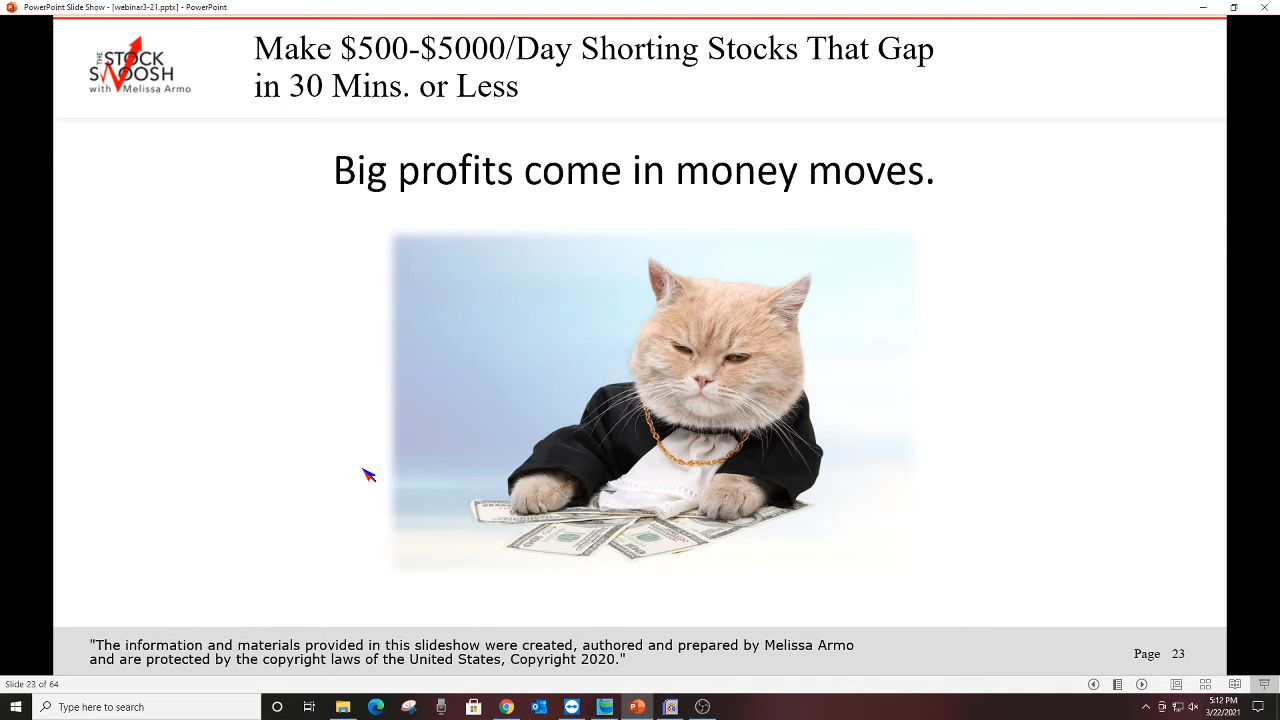 PowerPoint Slide Show - [webinar3-21.pptx] - PowerPoint
THE STOCK
SWOOSH
with Melissa Armo
Make $500-$5000/Day Shorting Stocks That Gap
in 30 Mins. or Less
Big profits come in money moves.
100
100
"The information and materials provided in this slideshow were created, authored and prepared by Melissa Armo
and are protected by the copyright laws of the United States, Copyright 2020."
Page 23
Slide 23 of 64
Type here to search
5:12 PM
3/22/2021